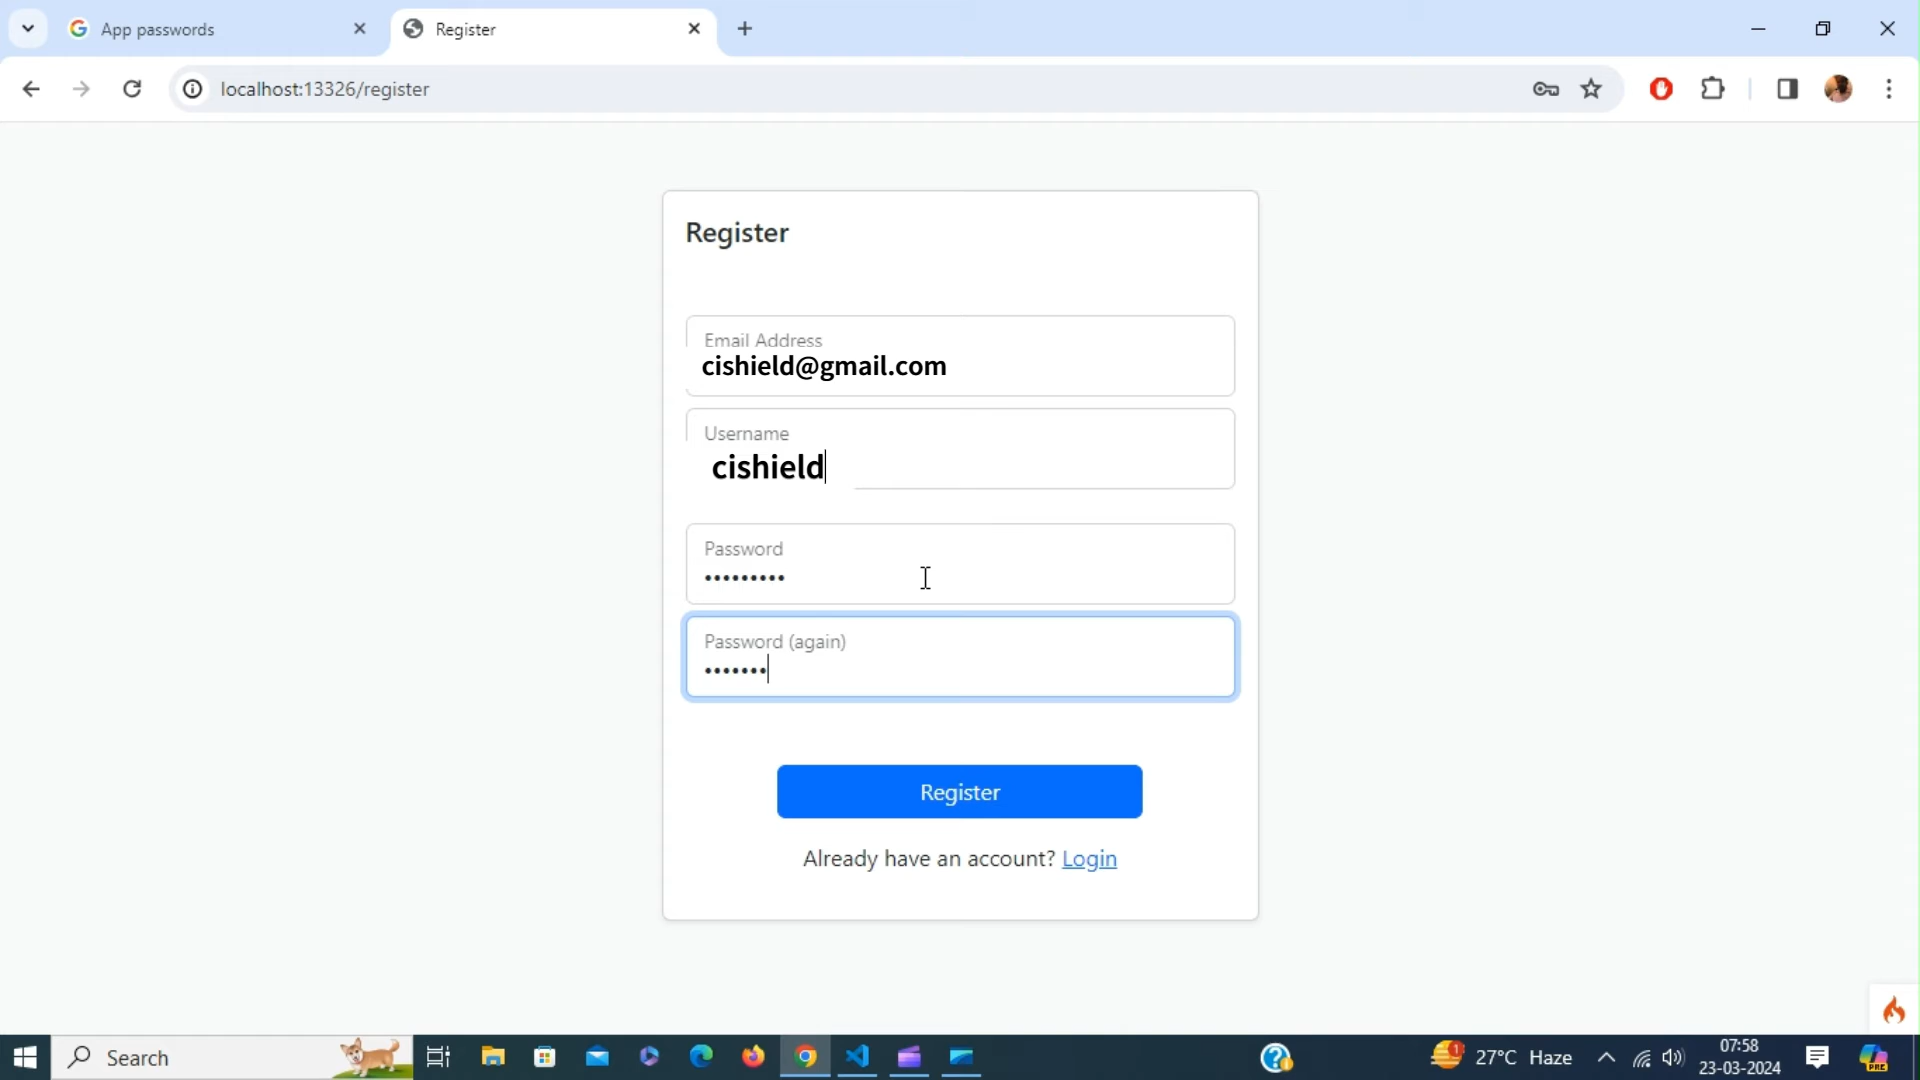 App passwords
Register
localhost:13326/register
Register
Email Address
cishield@gmail.com
Username
cishield
Password
•••••••••
Password (again)
•••••••
Register
Already have an account? Login
Search
27°C Haze
07:58
23-03-2024
PRE